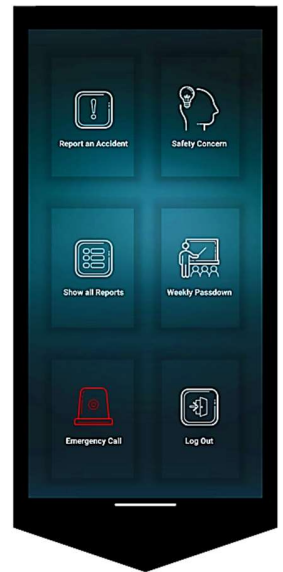 Report an Accident
Safety Concern
Show all Reports
Weekly Passdown
Emergency Call
Log Out